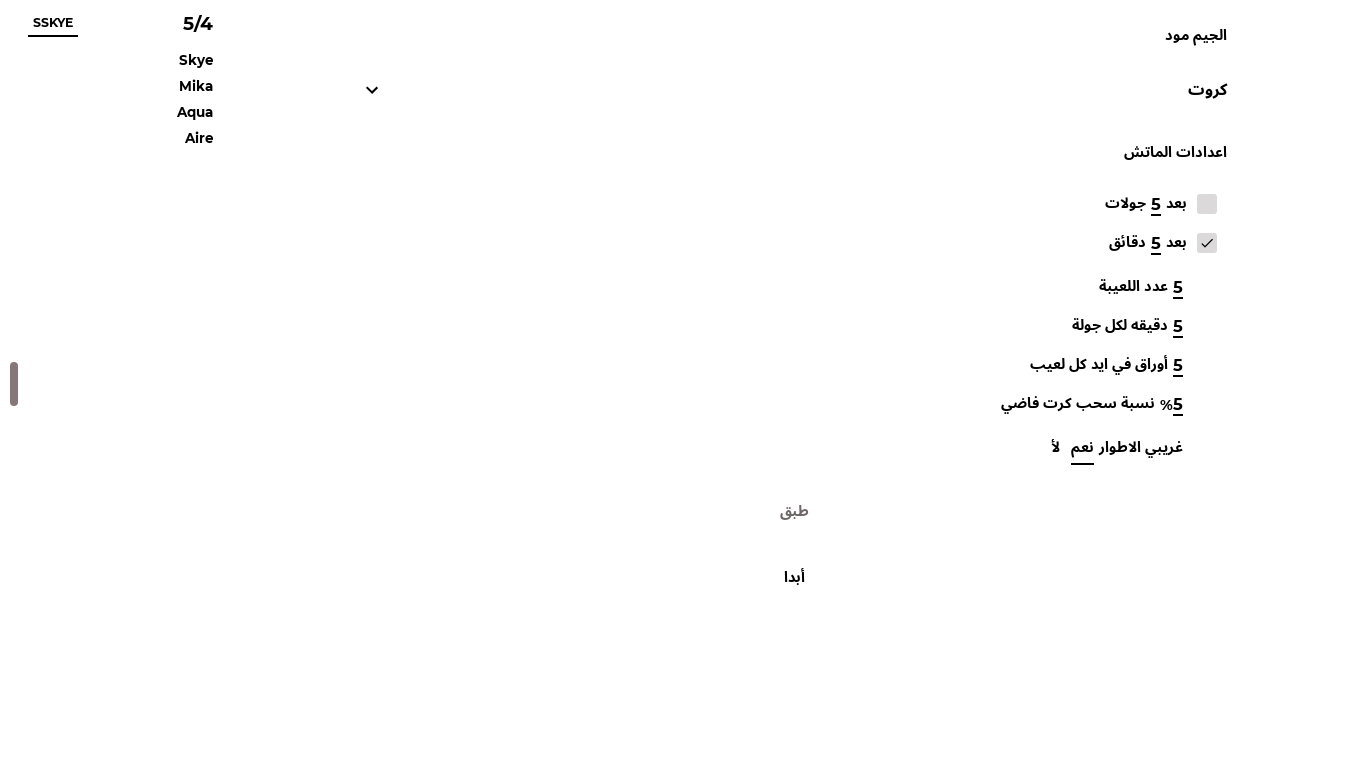 الجيم مود
كروت
اعدادات الماتش
بعد 5 جولات
بعد 5 دقائق
5 عدد اللعيبة
5 دقيقه لكل جولة
5 أوراق في ايد كل لعيب
5% نسبة سحب كرت فاضي
غريبي الاطوار نعم لأ
طبق
أبدا
5/4
Skye
Mika
Aqua
Aire
SSKYE